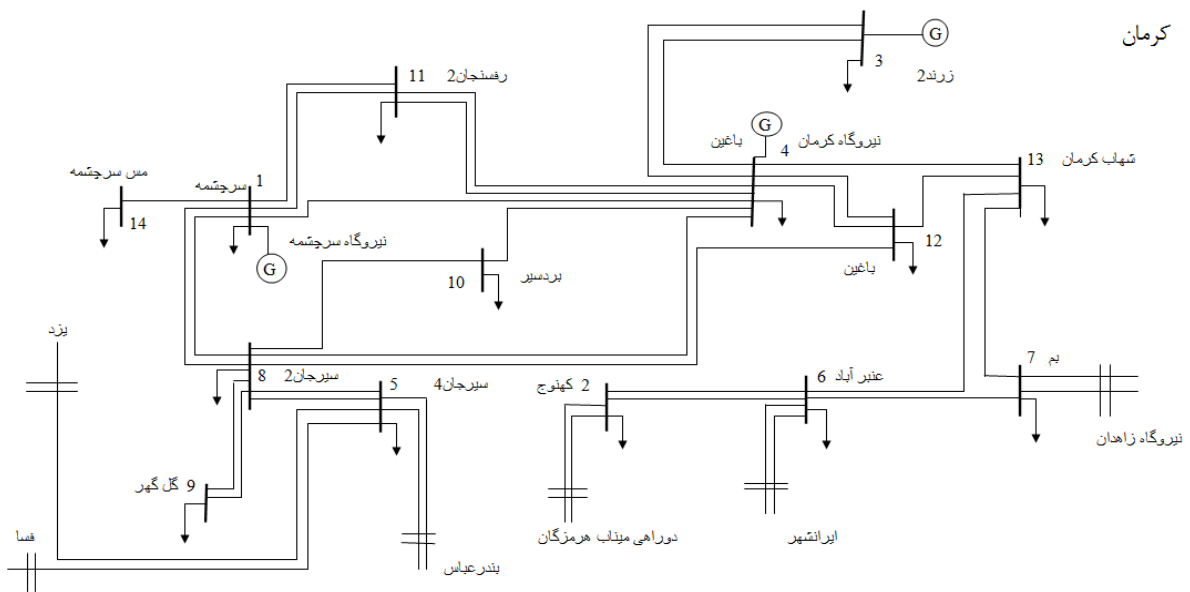 کرمان
G
3
زرند2
11
رفسنجان2
G
باغین
4
نیروگاه کرمان
13
شهاب کرمان
مس سرچشمه
14
سرچشمه
1
نیروگاه سرچشمه
G
10
بردسیر
12
باغین
یزد
8
سیرجان2
5
سیرجان4
کهنوج
2
6
عنبر آباد
7
بم
نیروگاه زاهدان
گل گهر
9
فسا
بندرعباس
دوراهی میناب هرمزگان
ایرانشهر